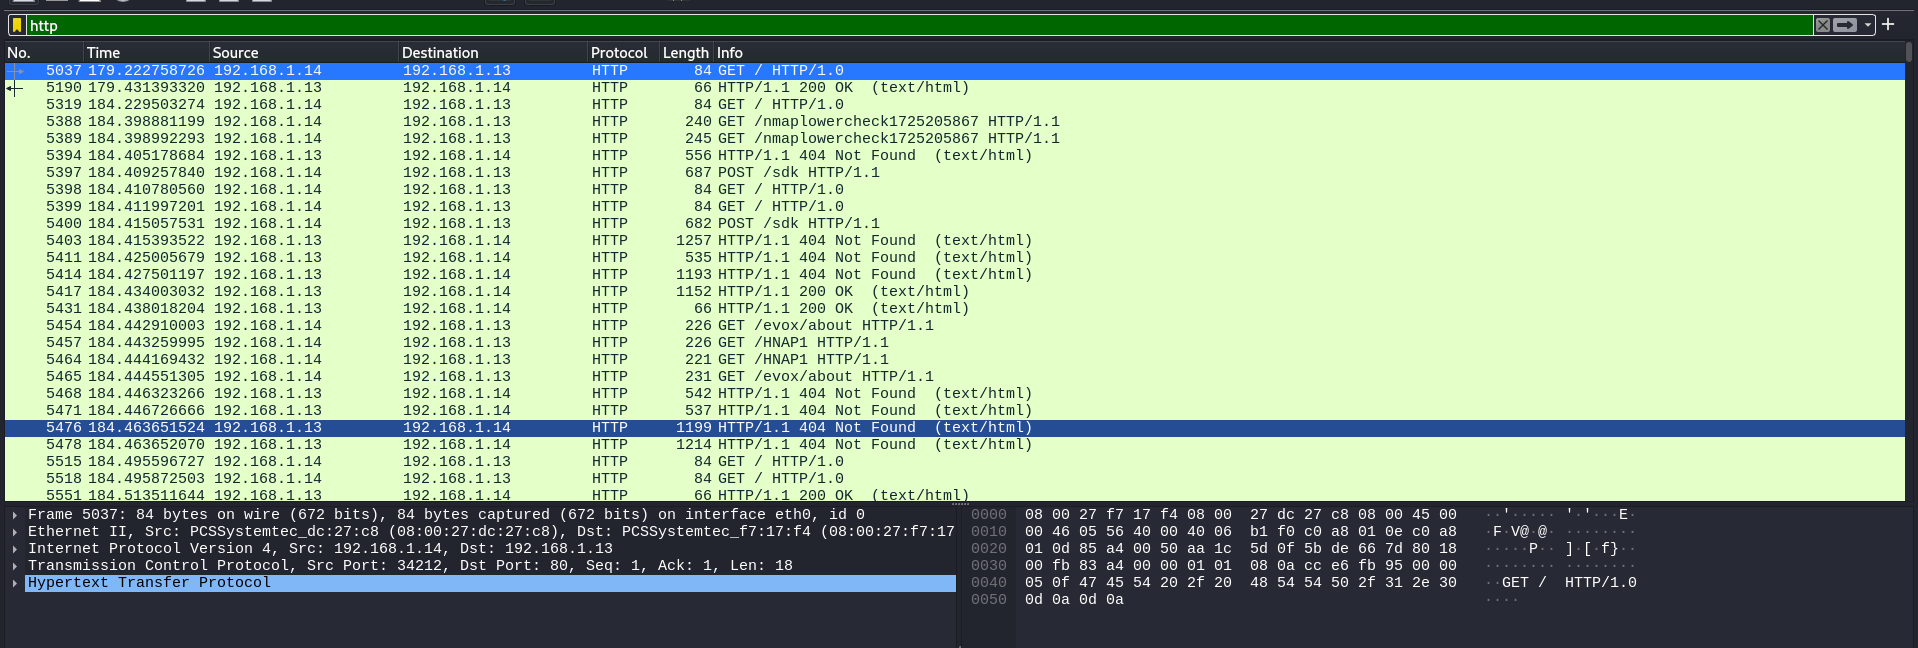 http
No. Time Source Destination Protocol Length Info
5037 179.222758726 192.168.1.14 192.168.1.13 HTTP 84 GET / HTTP/1.0
5190 179.431393320 192.168.1.13 192.168.1.14 HTTP 66 HTTP/1.1 200 OK (text/html)
5319 184.229503274 192.168.1.14 192.168.1.13 HTTP 84 GET / HTTP/1.0
5388 184.398881199 192.168.1.14 192.168.1.13 HTTP 240 GET /nmaplowercheck1725205867 HTTP/1.1
5389 184.398992293 192.168.1.14 192.168.1.13 HTTP 245 GET /nmaplowercheck1725205867 HTTP/1.1
5394 184.405178684 192.168.1.13 192.168.1.14 HTTP 556 HTTP/1.1 404 Not Found (text/html)
5397 184.409257840 192.168.1.14 192.168.1.13 HTTP 687 POST /sdk HTTP/1.1
5398 184.410780560 192.168.1.14 192.168.1.13 HTTP 84 GET / HTTP/1.0
5399 184.411997201 192.168.1.14 192.168.1.13 HTTP 84 GET / HTTP/1.0
5400 184.415057531 192.168.1.14 192.168.1.13 HTTP 682 POST /sdk HTTP/1.1
5403 184.415393522 192.168.1.13 192.168.1.14 HTTP 1257 HTTP/1.1 404 Not Found (text/html)
5411 184.425005679 192.168.1.13 192.168.1.14 HTTP 535 HTTP/1.1 404 Not Found (text/html)
5414 184.427501197 192.168.1.13 192.168.1.14 HTTP 1193 HTTP/1.1 404 Not Found (text/html)
5417 184.434003032 192.168.1.13 192.168.1.14 HTTP 1152 HTTP/1.1 200 OK (text/html)
5431 184.438018204 192.168.1.13 192.168.1.14 HTTP 66 HTTP/1.1 200 OK (text/html)
5454 184.442910003 192.168.1.14 192.168.1.13 HTTP 226 GET /evox/about HTTP/1.1
5457 184.443259995 192.168.1.14 192.168.1.13 HTTP 226 GET /HNAP1 HTTP/1.1
5464 184.444169432 192.168.1.14 192.168.1.13 HTTP 221 GET /HNAP1 HTTP/1.1
5465 184.444551305 192.168.1.14 192.168.1.13 HTTP 231 GET /evox/about HTTP/1.1
5468 184.446323266 192.168.1.13 192.168.1.14 HTTP 542 HTTP/1.1 404 Not Found (text/html)
5471 184.446726666 192.168.1.13 192.168.1.14 HTTP 537 HTTP/1.1 404 Not Found (text/html)
5476 184.463651524 192.168.1.13 192.168.1.14 HTTP 1199 HTTP/1.1 404 Not Found (text/html)
5478 184.463652070 192.168.1.13 192.168.1.14 HTTP 1214 HTTP/1.1 404 Not Found (text/html)
5515 184.495596727 192.168.1.14 192.168.1.13 HTTP 84 GET / HTTP/1.0
5518 184.495872503 192.168.1.14 192.168.1.13 HTTP 84 GET / HTTP/1.0
5551 184.513511644 192.168.1.13 192.168.1.14 HTTP 66 HTTP/1.1 200 OK (text/html)
Frame 5037: 84 bytes on wire (672 bits), 84 bytes captured (672 bits) on interface eth0, id 0
Ethernet II, Src: PCSSystemtec_dc:27:c8 (08:00:27:dc:27:c8), Dst: PCSSystemtec_f7:17:f4 (08:00:27:f7:17
Internet Protocol Version 4, Src: 192.168.1.14, Dst: 192.168.1.13
Transmission Control Protocol, Src Port: 34212, Dst Port: 80, Seq: 1, Ack: 1, Len: 18
Hypertext Transfer Protocol
0000 08 00 27 f7 17 f4 08 00 27 dc 27 c8 08 00 45 00 ··'····· '·'···E·
0010 00 46 05 56 40 00 40 06 b1 f0 c0 a8 01 0e c0 a8 ·F·V@·@· ········
0020 01 0d 85 a4 00 50 aa 1c 5d 0f 5b de 66 7d 80 18 ·····P·· ]·[·f}··
0030 00 fb 83 a4 00 00 01 01 08 0a cc e6 fb 95 00 00 ········ ········
0040 05 0f 47 45 54 20 2f 20 48 54 54 50 2f 31 2e 30 ··GET / HTTP/1.0
0050 0d 0a 0d 0a ····